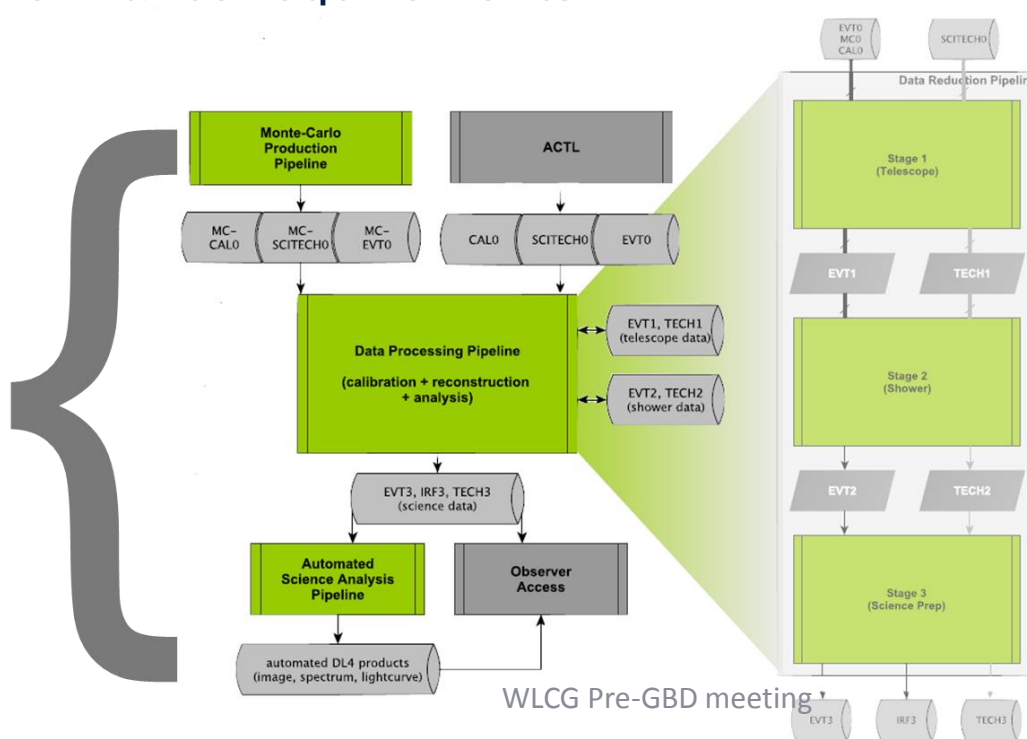 EVT0
MC0
CAL0
SCITECH0
Data Reduction Pipelin
Monte-Carlo
Production
Pipeline
ACTL
Stage 1
(Telescope)
MC-
CAL0
MC-
SCITECH0
MC-
EVT0
CAL0
SCITECH0
EVT0
EVT1
TECH1
Data Processing Pipeline
(calibration + reconstruction
+ analysis)
EVT1, TECH1
(telescope data)
EVT2, TECH2
(shower data)
Stage 2
(Shower)
EVT2
TECH2
EVT3, IRF3, TECH3
(science data)
Automated
Science Analysis
Pipeline
Observer
Access
Stage 3
(Science Prep)
automated DL4 products
(image, spectrum, lightcurve)
WLCG Pre-GBD meeting
EVT3
IRF3
TECH3